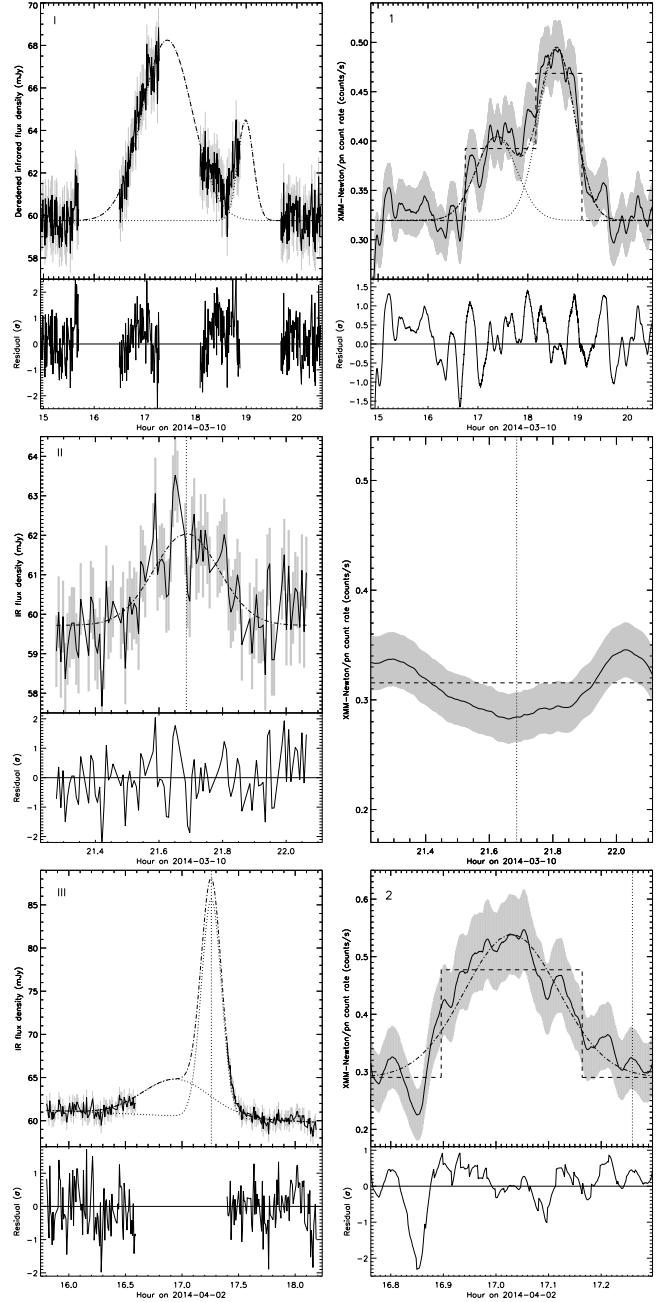 I
Deredened infrared flux density (mJy)
70
68
66
64
62
60
58
Residual (σ)
2
1
0
-1
-2
15 16 17 18 19 20
Hour on 2014-03-10
1
XMM-Newton/pn count rate (counts/s)
0.50
0.45
0.40
0.35
0.30
Residual (σ)
1.5
1.0
0.5
0.0
-0.5
-1.0
-1.5
15 16 17 18 19 20
Hour on 2014-03-10
II
IR flux density (mJy)
64
63
62
61
60
59
58
Residual (σ)
2
1
0
-1
-2
21.4 21.6 21.8 22.0
Hour on 2014-03-10
XMM-Newton/pn count rate (counts/s)
0.5
0.4
0.3
0.2
21.4 21.6 21.8 22.0
Hour on 2014-03-10
III
IR flux density (mJy)
85
80
75
70
65
60
Residual (σ)
1
0
-1
-2
16.0 16.5 17.0 17.5 18.0
Hour on 2014-04-02
2
XMM-Newton/pn count rate (counts/s)
0.6
0.5
0.4
0.3
0.2
Residual (σ)
1
0
-1
-2
16.8 16.9 17.0 17.1 17.2
Hour on 2014-04-02